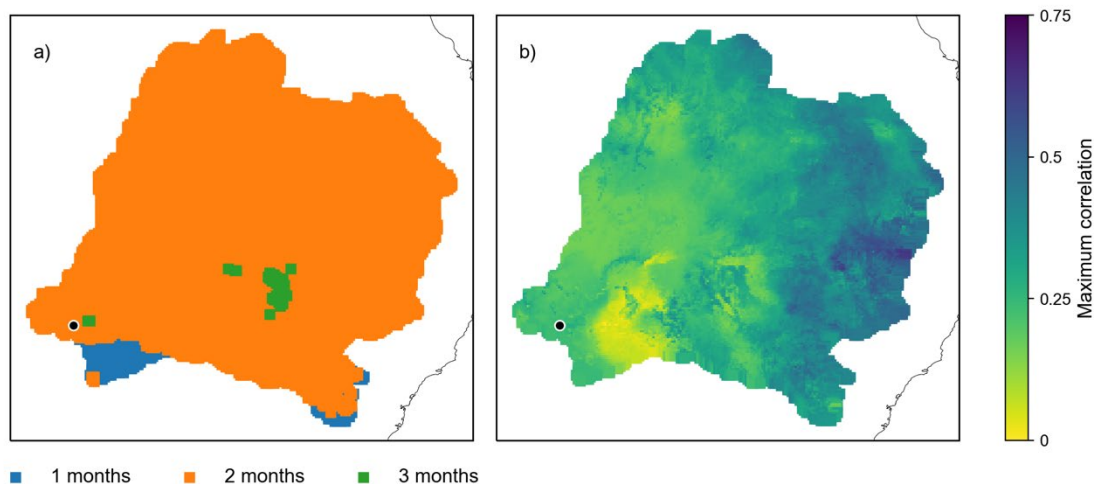 a)
b)
0.75
0.5
0.25
0
Maximum correlation
1 months 2 months 3 months